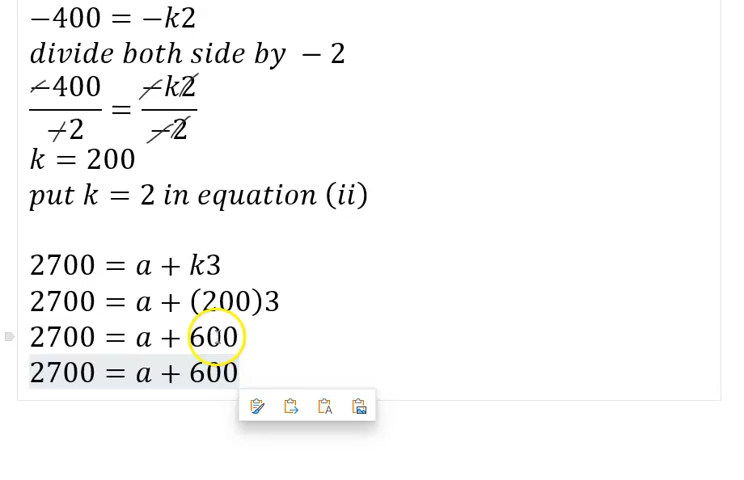 −400 = −k2
divide both side by − 2
−400/−2 = −k2/−2
k = 200
put k = 2 in equation (ii)
2700 = a + k3
2700 = a + (200)3
2700 = a + 600
2700 = a + 600